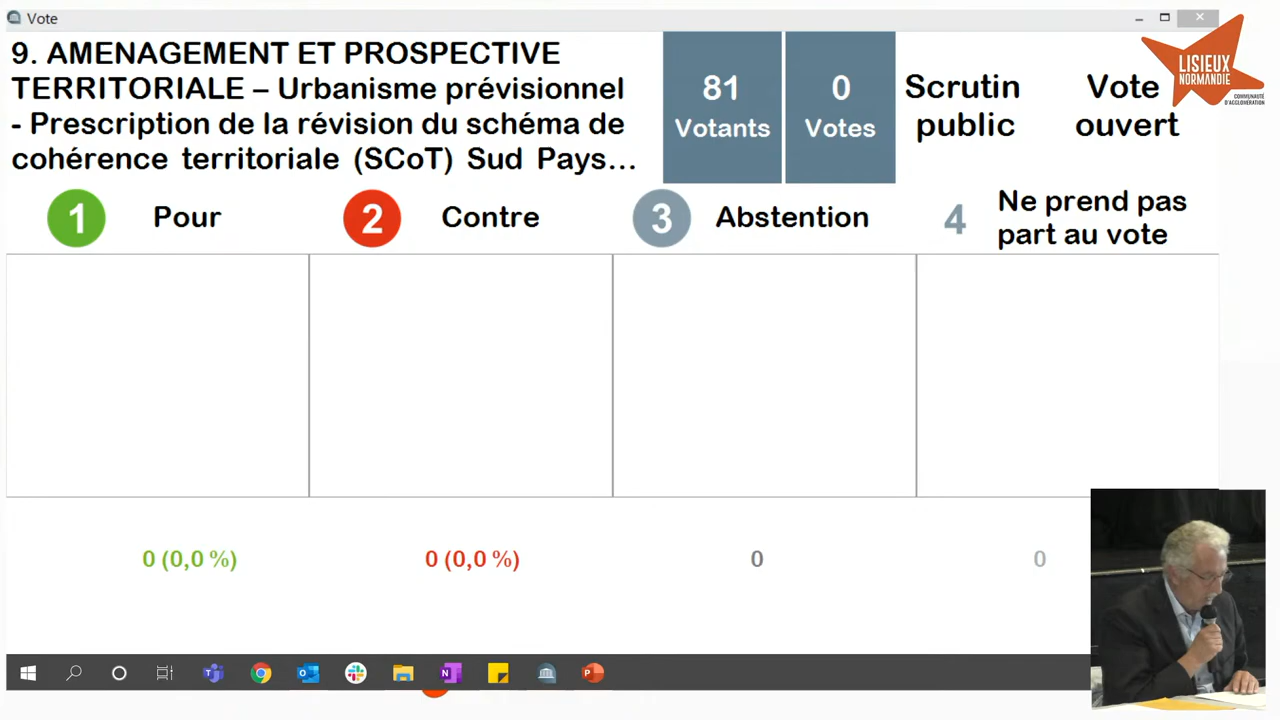 Vote
9. AMENAGEMENT ET PROSPECTIVE
TERRITORIALE – Urbanisme prévisionnel
- Prescription de la révision du schéma de
cohérence territoriale (SCoT) Sud Pays...
81
Votants
0
Votes
Scrutin
public
Vote
ouvert
LISIEUX
NORMANDIE
COMMUNAUTÉ
D'AGGLOMÉRATION
1 Pour
2 Contre
3 Abstention
4 Ne prend pas
part au vote
0 (0,0 %)
0 (0,0 %)
0
0